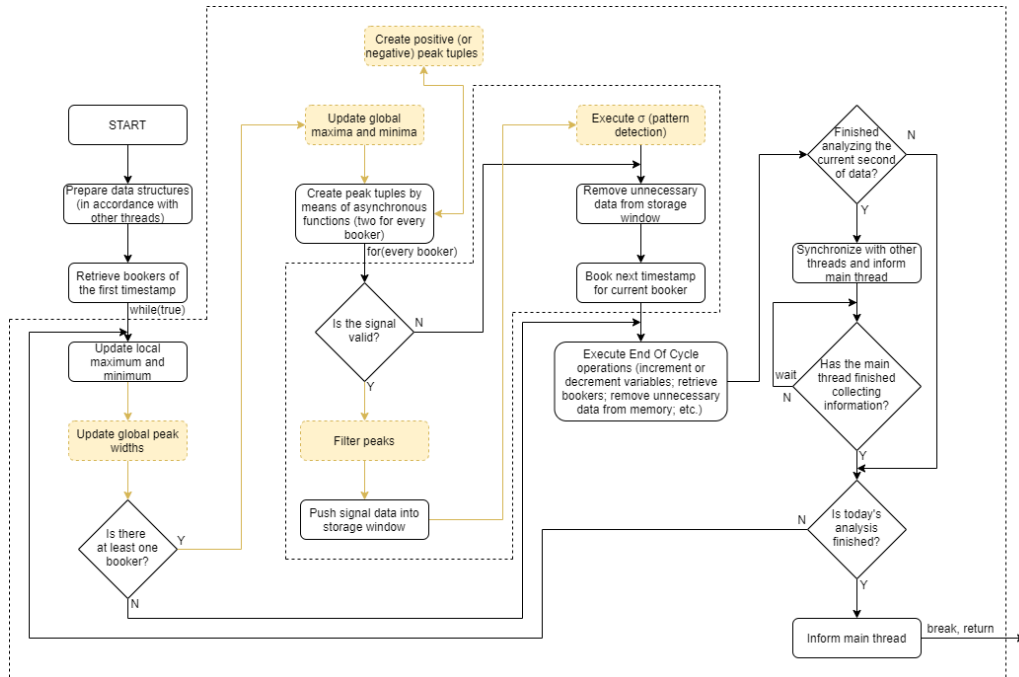 START
Prepare data structures
(in accordance with
other threads)
Retrieve bookers of
the first timestamp
while(true)
Update local
maximum and
minimum
Update global peak
widths
Is there
at least one
booker?
Y
N
Create positive (or
negative) peak tuples
Update global
maxima and minima
Create peak tuples by
means of asynchronous
functions (two for every
booker)
for(every booker)
Is the signal
valid?
N
Y
Filter peaks
Push signal data into
storage window
Execute σ (pattern
detection)
Remove unnecessary
data from storage
window
Book next timestamp
for current booker
Execute End Of Cycle
operations (increment or
decrement variables; retrieve
bookers; remove unnecessary
data from memory; etc.)
Finished
analyzing the
current second
of data?
N
Y
Synchronize with other
threads and inform
main thread
Has the main
thread finished
collecting
information?
wait
N
Y
Is today's
analysis
finished?
N
Y
Inform main thread
break, return